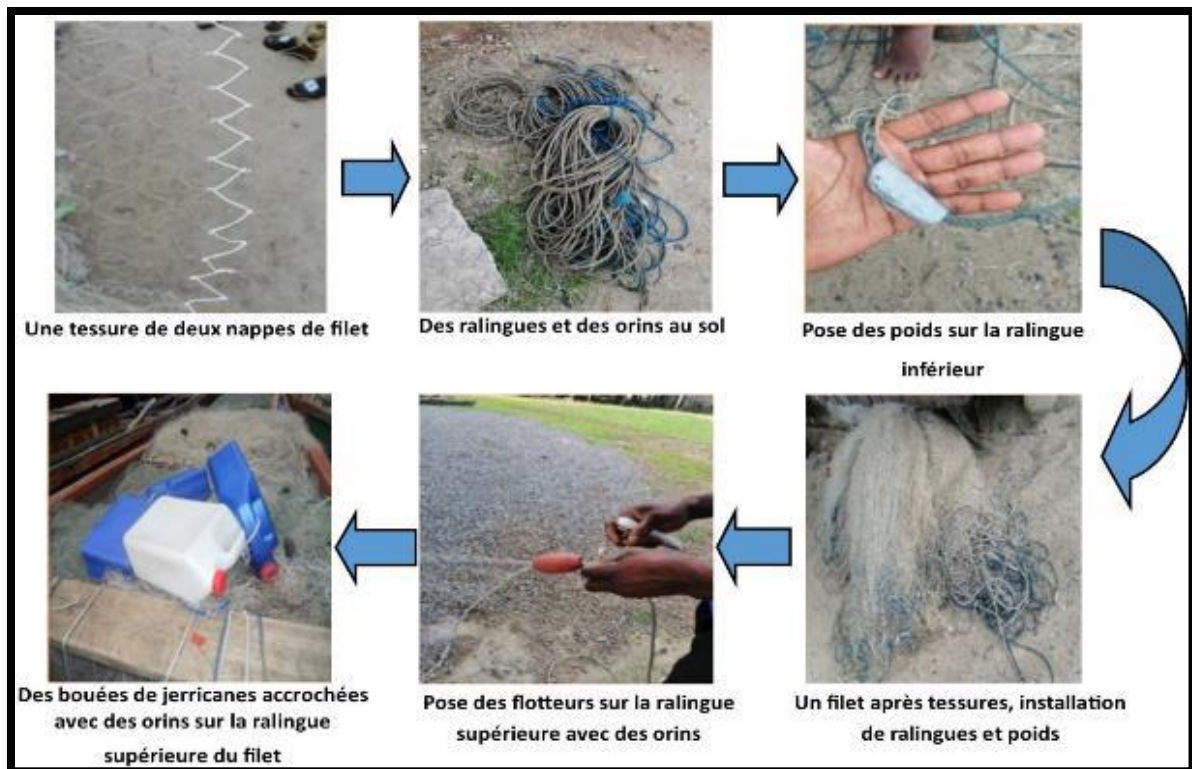 Une tessure de deux nappes de filet
Des ralingues et des orins au sol
Pose des poids sur la ralingue
inférieur
Des bouées de jerricanes accrochées
avec des orins sur la ralingue
supérieure du filet
Pose des flotteurs sur la ralingue
supérieure avec des orins
Un filet après tessures, installation
de ralingues et poids